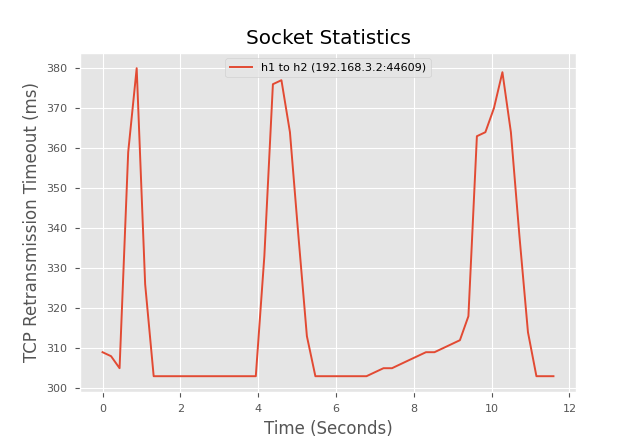 Socket Statistics
h1 to h2 (192.168.3.2:44609)
TCP Retransmission Timeout (ms)
380
370
360
350
340
330
320
310
300
0 2 4 6 8 10 12
Time (Seconds)